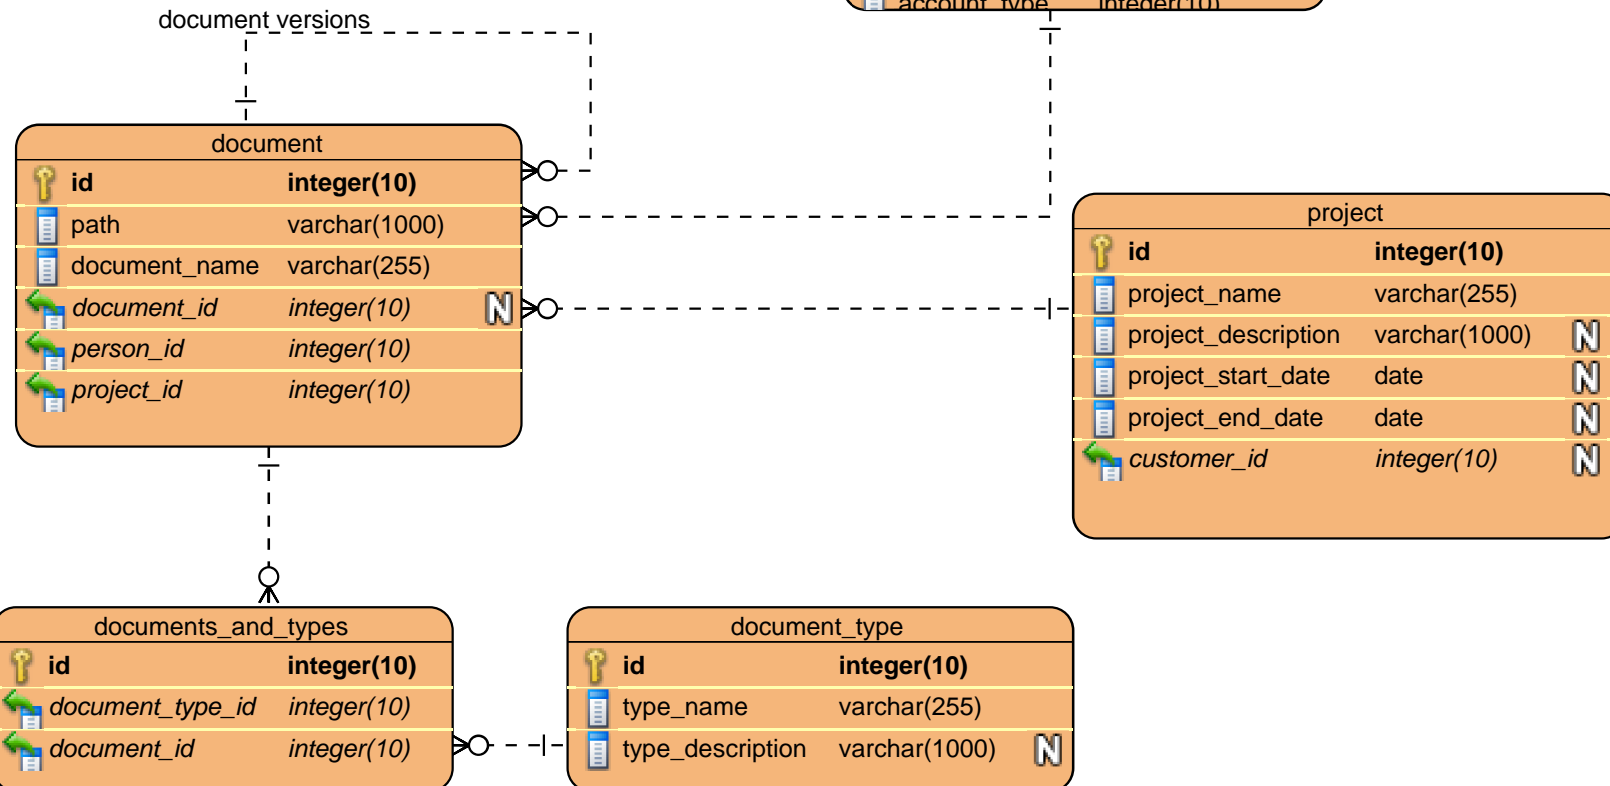 document versions
account_type integer(10)
document
id integer(10)
path varchar(1000)
document_name varchar(255)
document_id integer(10) N
person_id integer(10)
project_id integer(10)
project
id integer(10)
project_name varchar(255)
project_description varchar(1000) N
project_start_date date N
project_end_date date N
customer_id integer(10) N
documents_and_types
id integer(10)
document_type_id integer(10)
document_id integer(10)
document_type
id integer(10)
type_name varchar(255)
type_description varchar(1000) N